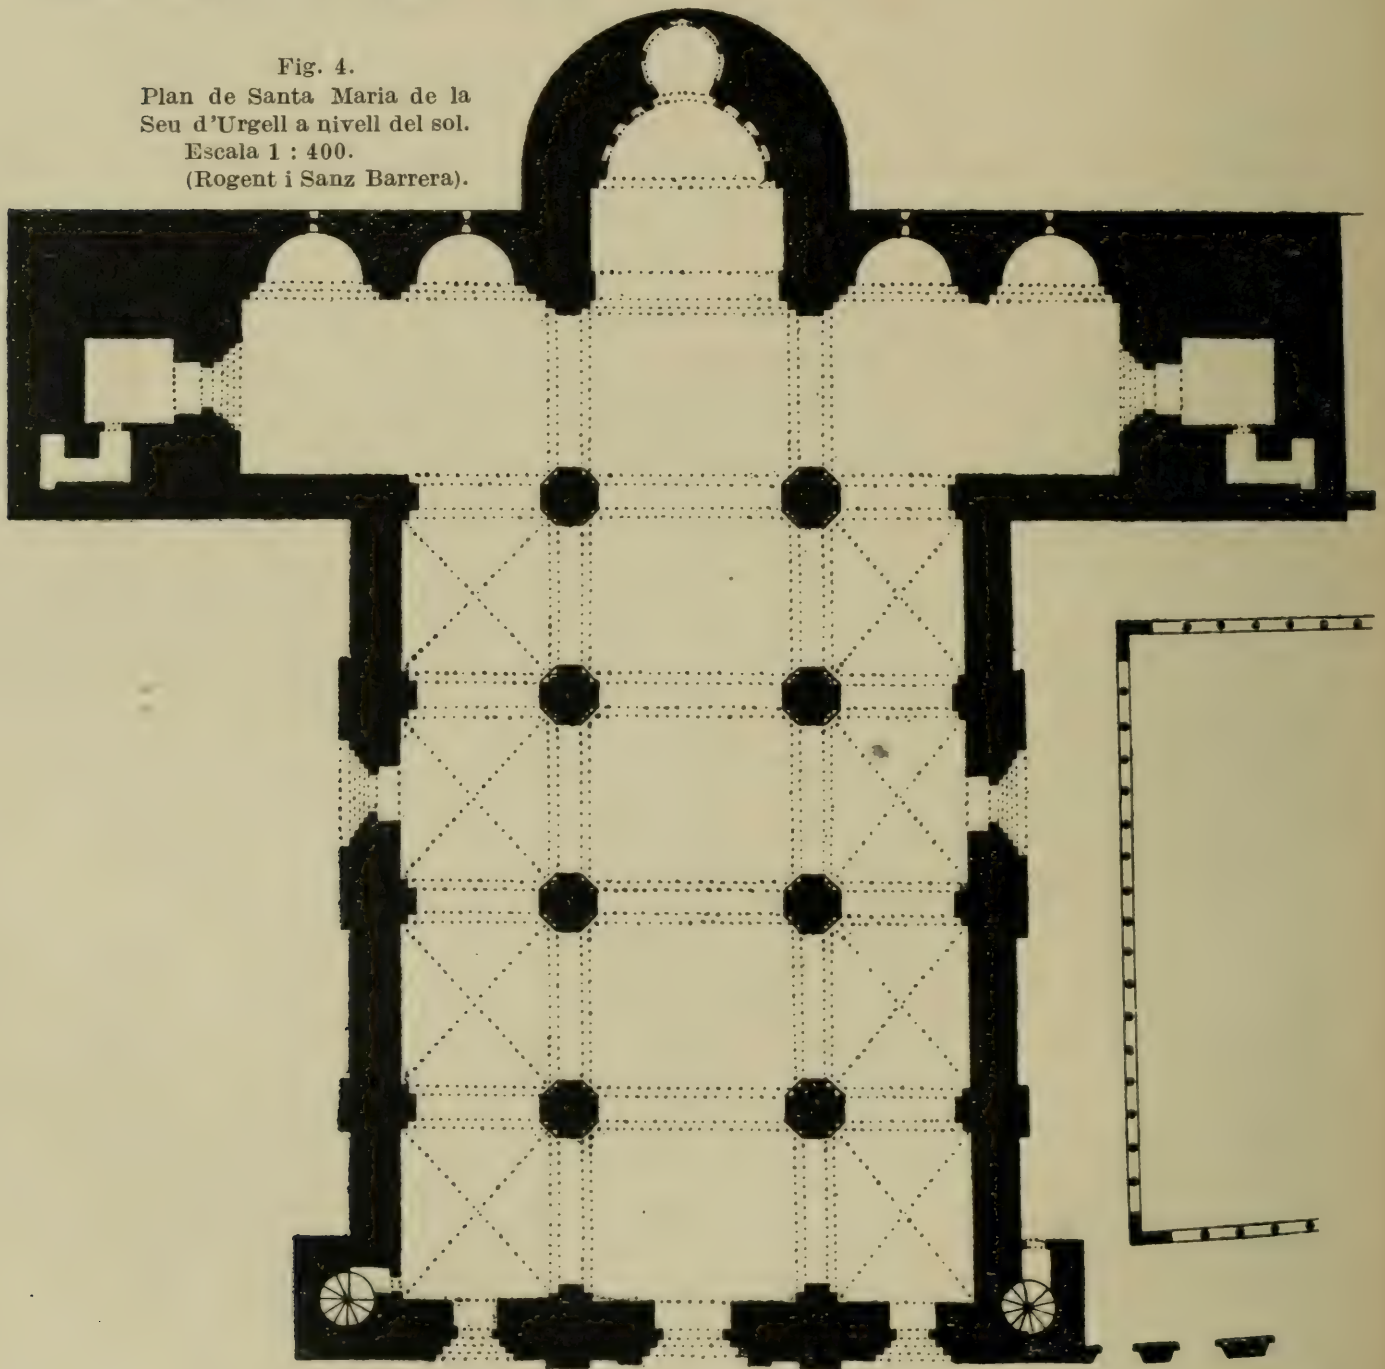 Fig. 4.
Plan de Santa Maria de la
Seu d'Urgell a nivell del sol.
Escala 1 : 400.
(Rogent i Sanz Barrera).